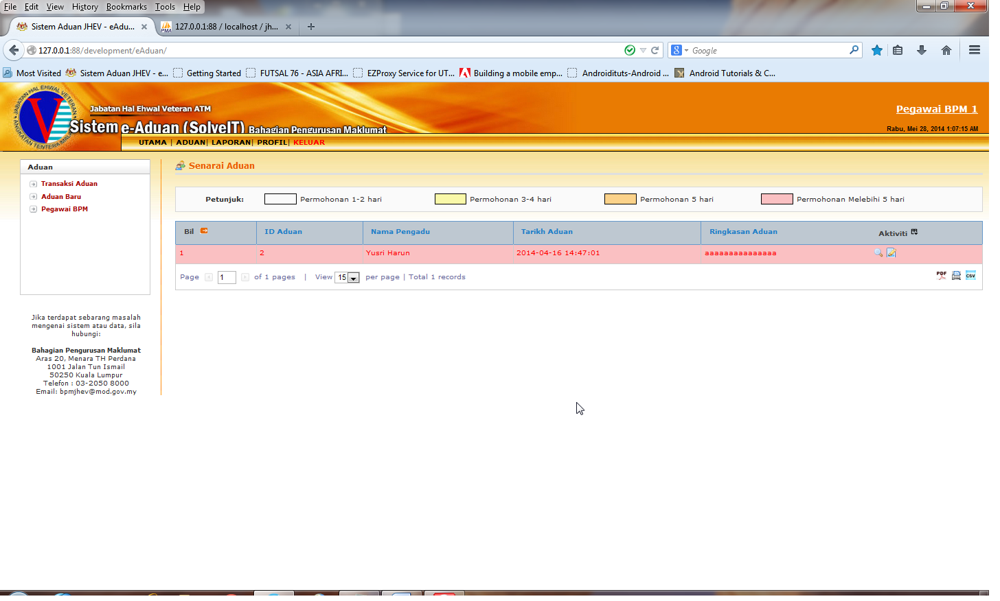 File Edit View History Bookmarks Tools Help
Sistem Aduan JHEV - eAdu... 127.0.0.1:88 / localhost / jh...
127.0.0.1:88/development/eAduan/ Google
Most Visited Sistem Aduan JHEV - e... Getting Started FUTSAL 76 - ASIA AFRI... EZProxy Service for UT... Building a mobile emp... Androidituts-Android ... Android Tutorials & C...
JABATAN HAL EHWAL VETERAN ATM
V
ANGKATAN TENTERA MALAYSIA
Jabatan Hal Ehwal Veteran ATM
Sistem e-Aduan (SolveIT) Bahagian Pengurusan Maklumat
Pegawai BPM 1
Rabu, Mei 28, 2014 1:07:15 AM
UTAMA | ADUAN| LAPORAN| PROFIL| KELUAR
Aduan
Transaksi Aduan
Aduan Baru
Pegawai BPM
Jika terdapat sebarang masalah
mengenai sistem atau data, sila
hubungi:
Bahagian Pengurusan Maklumat
Aras 20, Menara TH Perdana
1001 Jalan Tun Ismail
50250 Kuala Lumpur
Telefon : 03-2050 8000
Email: bpmjhev@mod.gov.my
Senarai Aduan
Petunjuk: Permohonan 1-2 hari Permohonan 3-4 hari Permohonan 5 hari Permohonan Melebihi 5 hari
Bil ID Aduan Nama Pengadu Tarikh Aduan Ringkasan Aduan Aktiviti
1 2 Yusri Harun 2014-04-16 14:47:01 aaaaaaaaaaaaaaa
Page 1 of 1 pages | View 15 per page | Total 1 records
PDF CSV